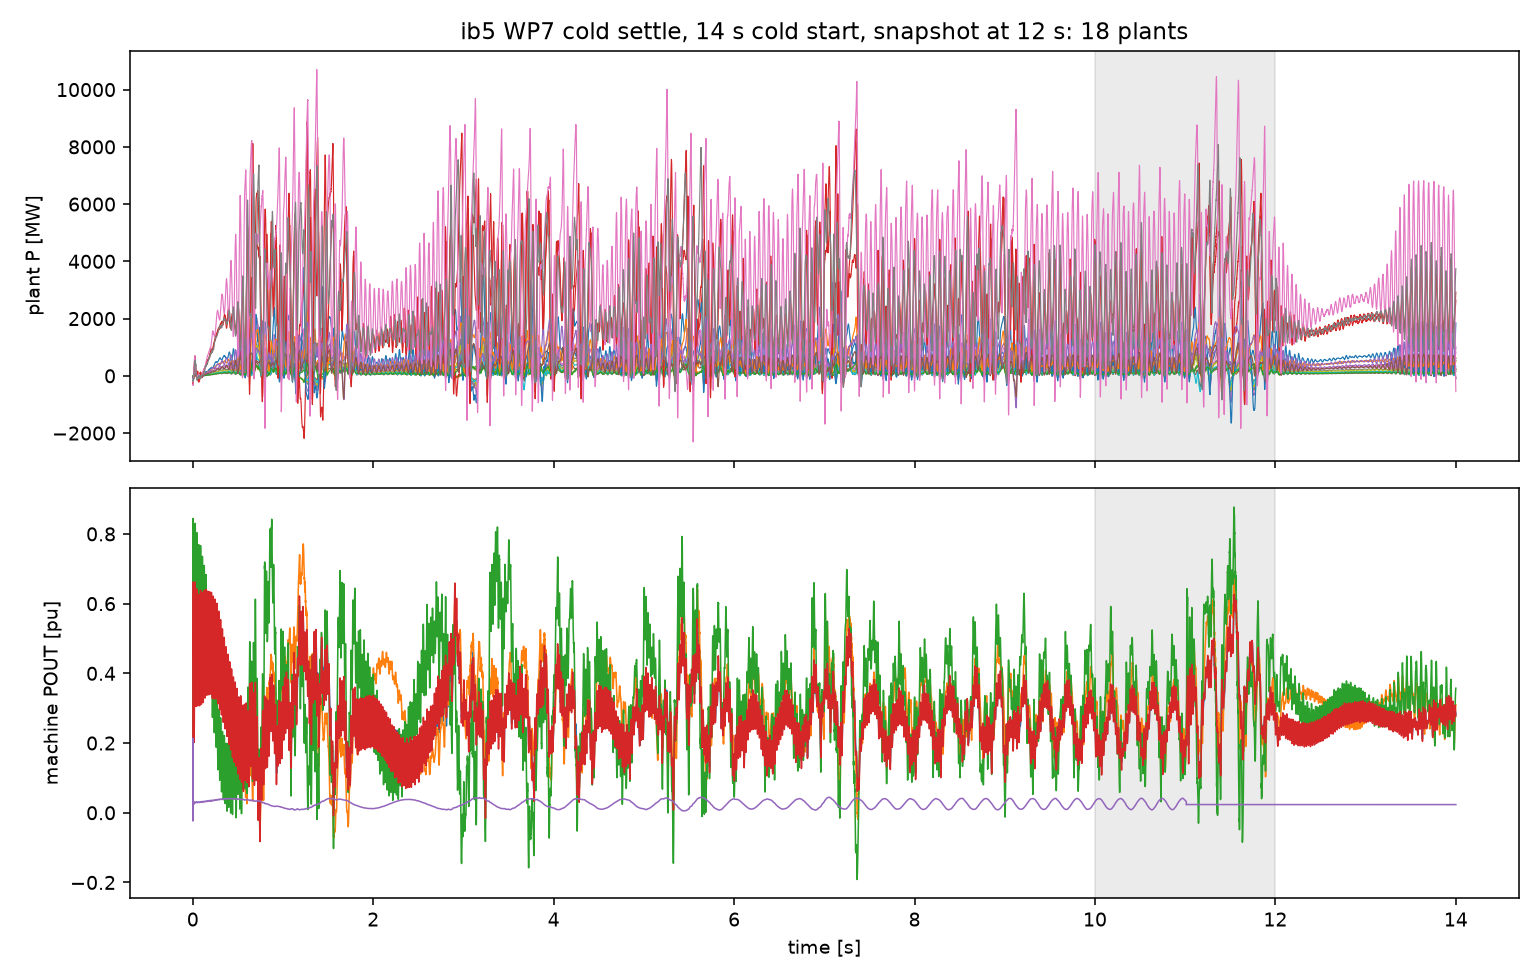 ib5 WP7 cold settle, 14 s cold start, snapshot at 12 s: 18 plants
plant P [MW]
10000
8000
6000
4000
2000
0
−2000
machine POUT [pu]
0.8
0.6
0.4
0.2
0.0
−0.2
0 2 4 6 8 10 12 14
time [s]